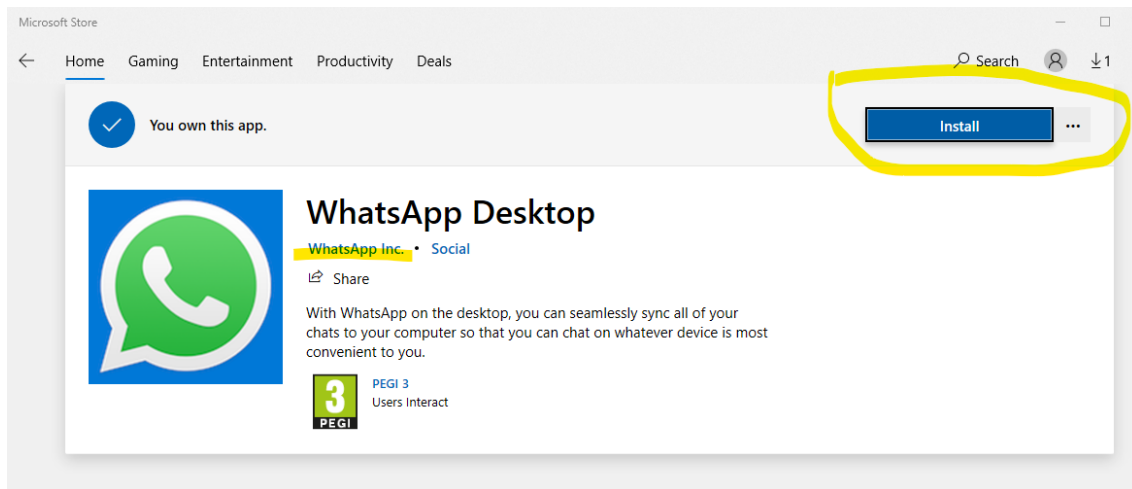 Microsoft Store
Home Gaming Entertainment Productivity Deals Search 1
You own this app. Install ...
WhatsApp Desktop
WhatsApp Inc. • Social
Share
With WhatsApp on the desktop, you can seamlessly sync all of your
chats to your computer so that you can chat on whatever device is most
convenient to you.
3 PEGI 3
Users Interact
PEGI